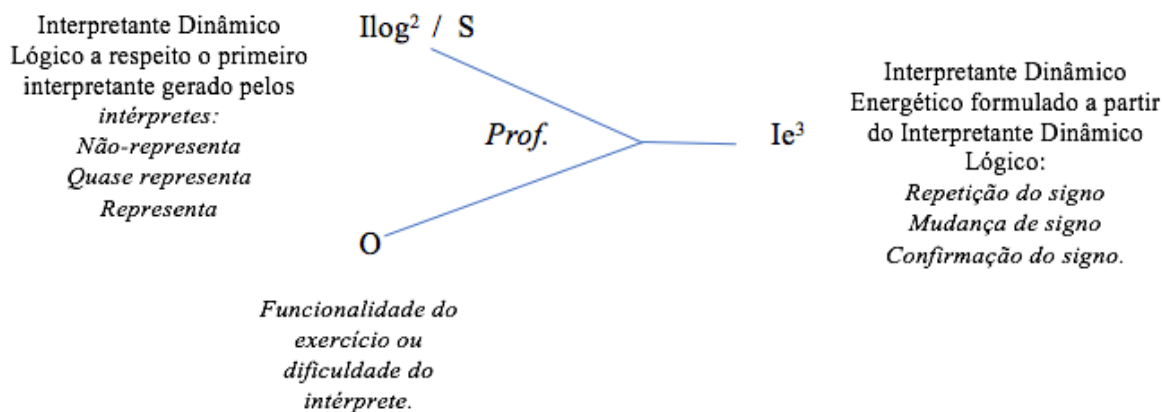 Interpretante Dinâmico
Lógico a respeito o primeiro
interpretante gerado pelos
intérpretes:
Não-representa
Quase representa
Representa
Ilog² / S
Prof.
O
Funcionalidade do
exercício ou
dificuldade do
intérprete.
Ie³
Interpretante Dinâmico
Energético formulado a partir
do Interpretante Dinâmico
Lógico:
Repetição do signo
Mudança de signo
Confirmação do signo.